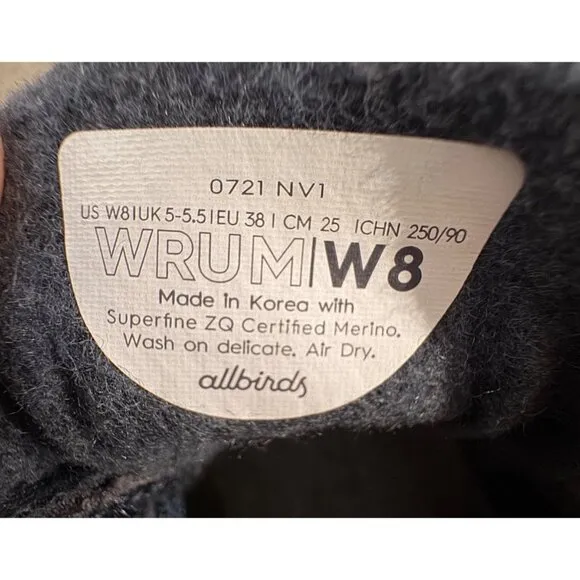 0721 NV1
US W8|UK 5-5.5|EU 38 | CM 25 |CHN 250/90
WRUM|W8
Made in Korea with
Superfine ZQ Certified Merino.
Wash on delicate. Air Dry.
allbirds